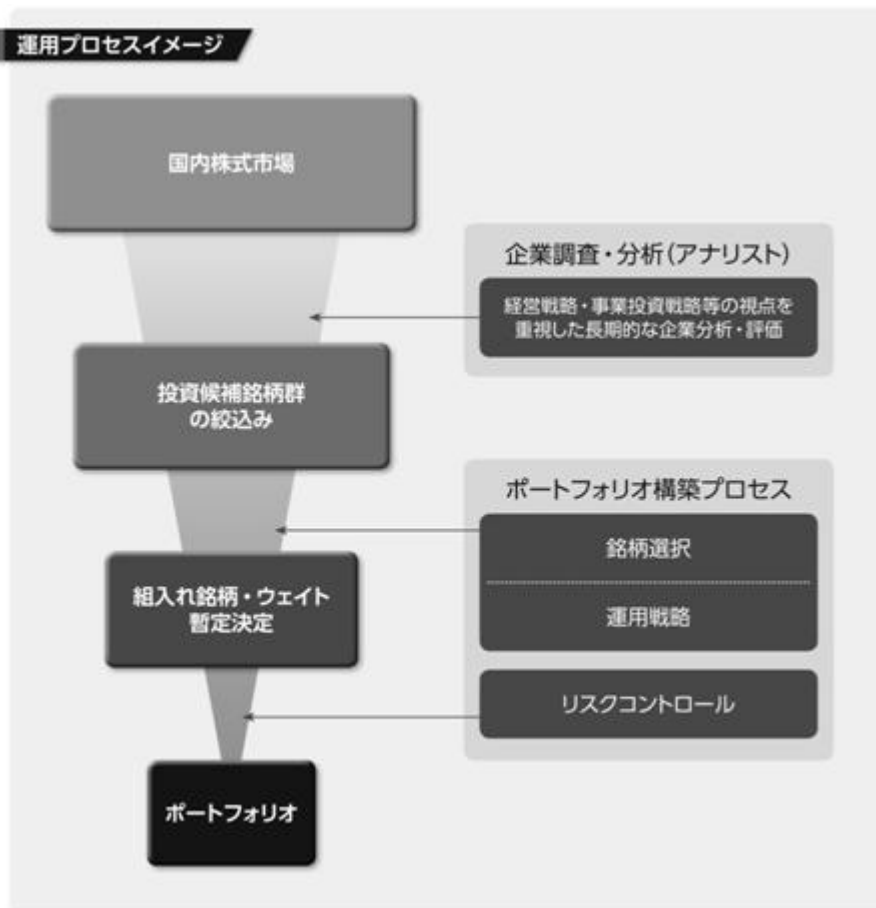 運用プロセスイメージ
国内株式市場
企業調査・分析(アナリスト)
経営戦略・事業投資戦略等の視点を
重視した長期的な企業分析・評価
投資候補銘柄群
の絞込み
ポートフォリオ構築プロセス
銘柄選択
運用戦略
組入れ銘柄・ウェイト
暫定決定
リスクコントロール
ポートフォリオ